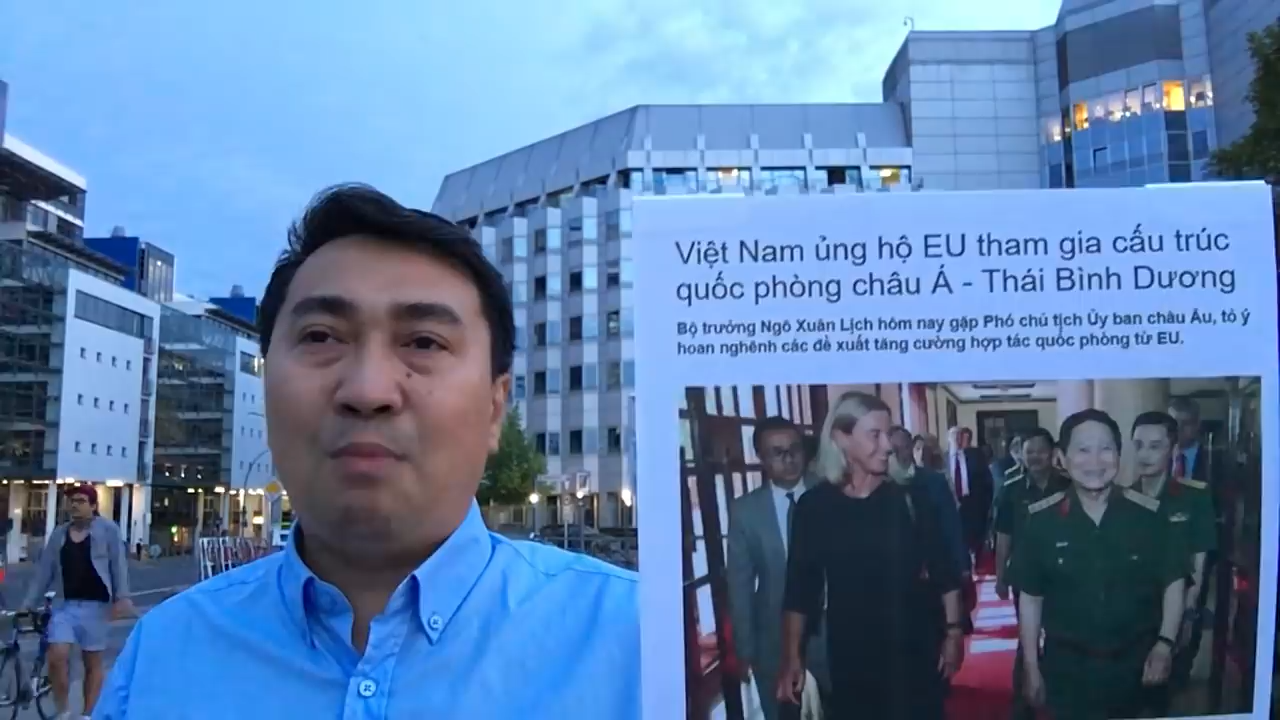 Việt Nam ủng hộ EU tham gia cấu trúc
quốc phòng châu Á - Thái Bình Dương
Bộ trưởng Ngô Xuân Lịch hôm nay gặp Phó chủ tịch Ủy ban châu Âu, tỏ ý
hoan nghênh các đề xuất tăng cường hợp tác quốc phòng từ EU.